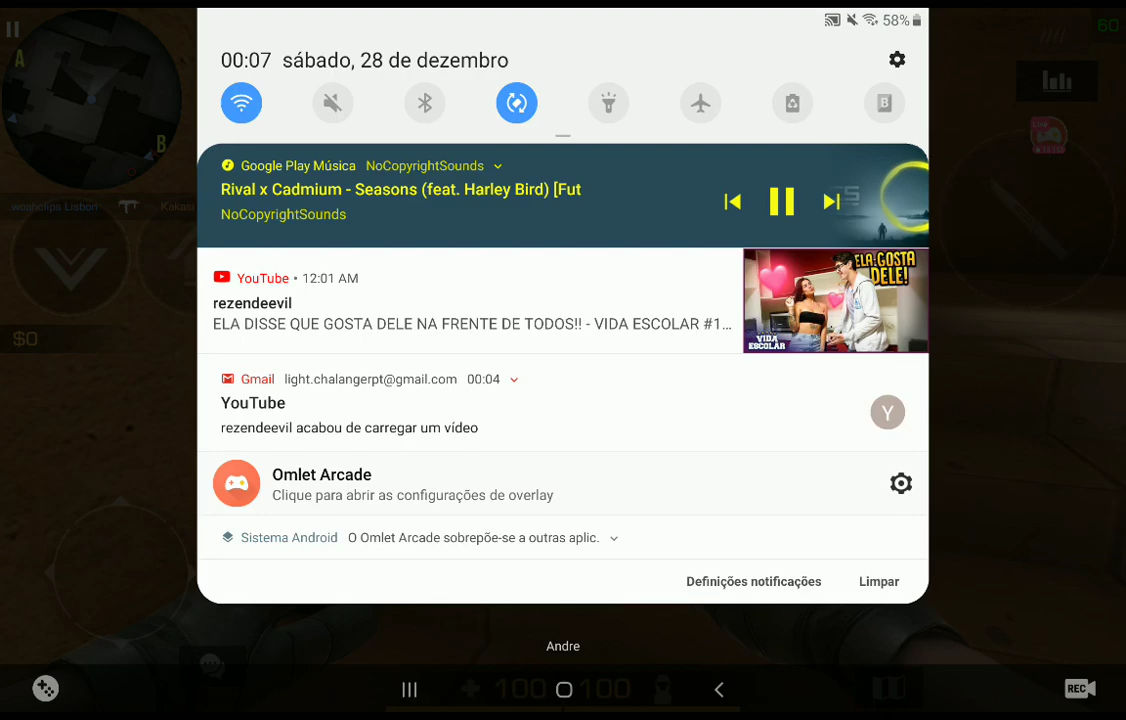 58%
00:07 sábado, 28 de dezembro
60
A
B
Google Play Música NoCopyrightSounds
Rival x Cadmium - Seasons (feat. Harley Bird) [Fut
NoCopyrightSounds
YouTube • 12:01 AM
rezendeevil
ELA DISSE QUE GOSTA DELE NA FRENTE DE TODOS!! - VIDA ESCOLAR #1...
ELA GOSTA
DELE!
VIDA
ESCOLAR
$0
Gmail light.chalangerpt@gmail.com 00:04
YouTube
Y
rezendeevil acabou de carregar um vídeo
Omlet Arcade
Clique para abrir as configurações de overlay
Sistema Android O Omlet Arcade sobrepõe-se a outras aplic.
Definições notificações Limpar
Andre
100 100
REC